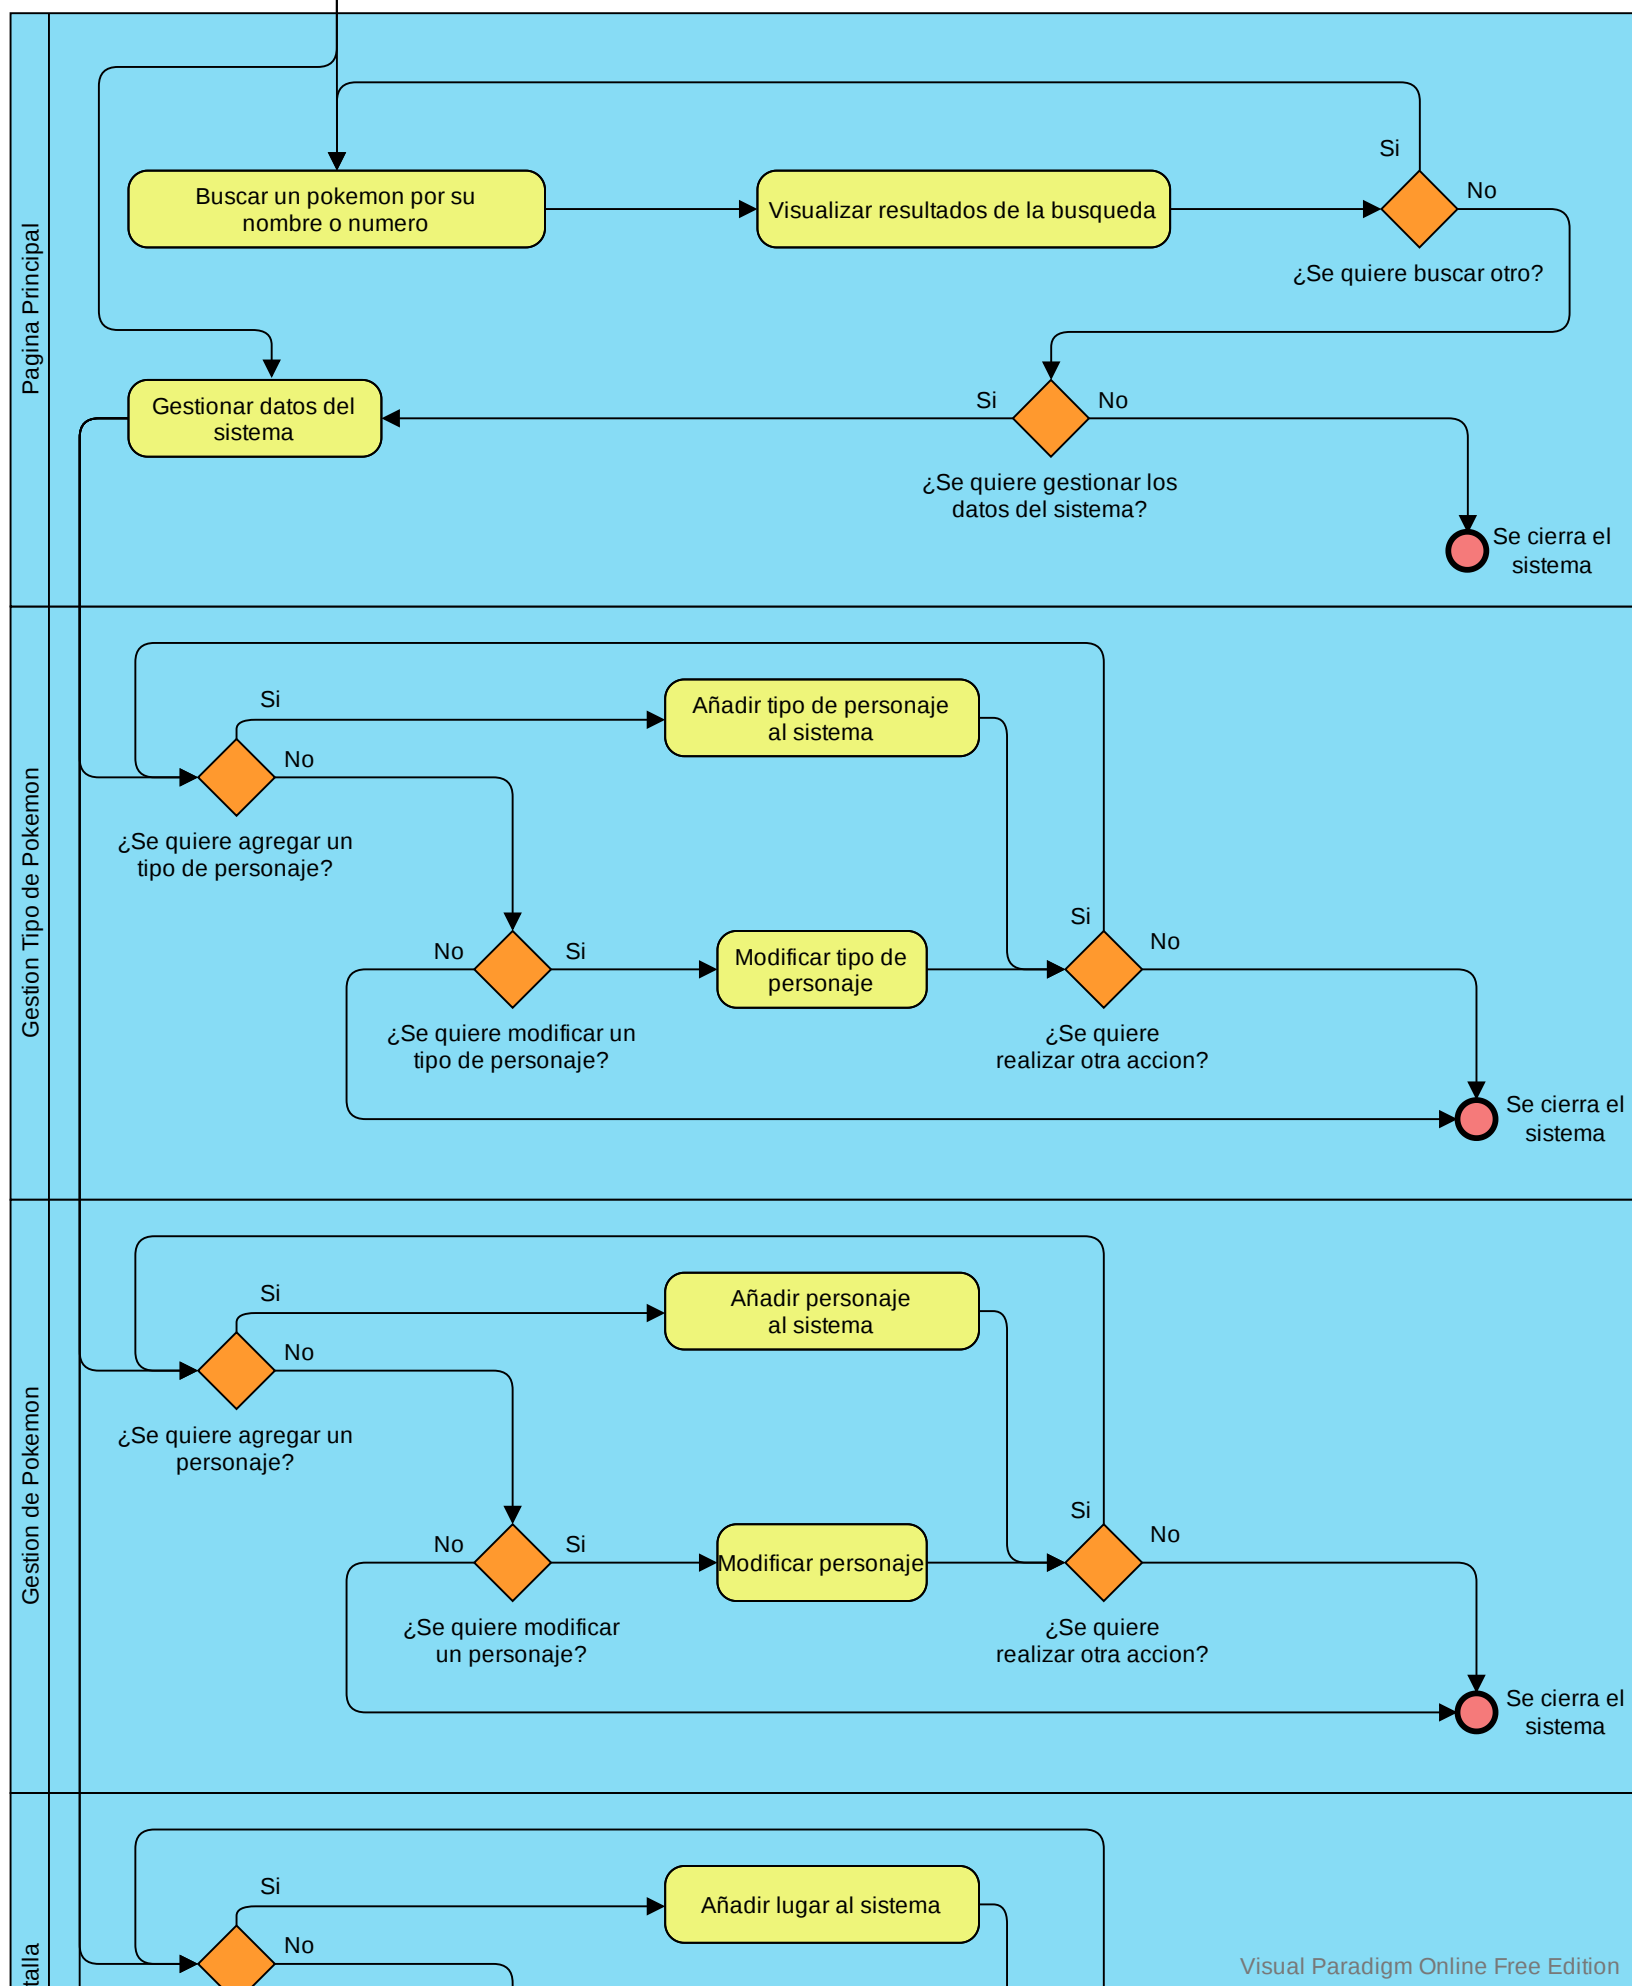 Pagina Principal
Si
No
Buscar un pokemon por su
nombre o numero
Visualizar resultados de la busqueda
¿Se quiere buscar otro?
Gestionar datos del
sistema
Si
No
¿Se quiere gestionar los
datos del sistema?
Se cierra el
sistema
Gestion Tipo de Pokemon
Si
Añadir tipo de personaje
al sistema
No
¿Se quiere agregar un
tipo de personaje?
No
Si
Modificar tipo de
personaje
Si
No
¿Se quiere modificar un
tipo de personaje?
¿Se quiere
realizar otra accion?
Se cierra el
sistema
Gestion de Pokemon
Si
Añadir personaje
al sistema
No
¿Se quiere agregar un
personaje?
No
Si
Modificar personaje
Si
No
¿Se quiere modificar
un personaje?
¿Se quiere
realizar otra accion?
Se cierra el
sistema
talla
Si
Añadir lugar al sistema
No
Visual Paradigm Online Free Edition